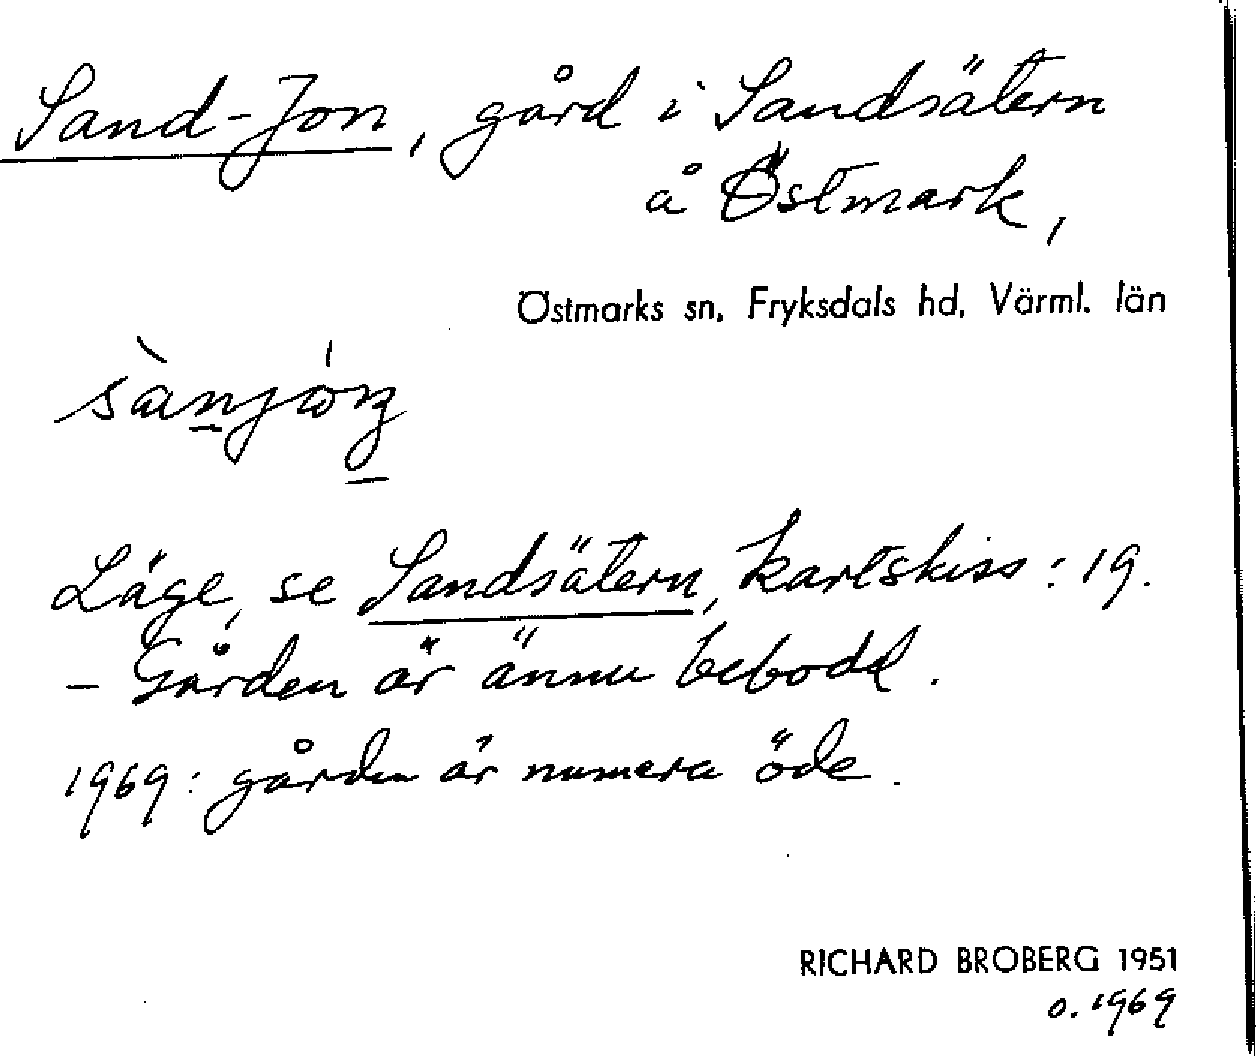 Sand-Jon, gård i Sandsätern
å Östmark,
Östmarks sn, Fryksdals hd, Värml. län
Läge, se Sandsätern, kartskiss: 19.
– Gården är ännu bebodd.
1969: gården är numera öde.
RICHARD BROBERG 1951
o. 1969